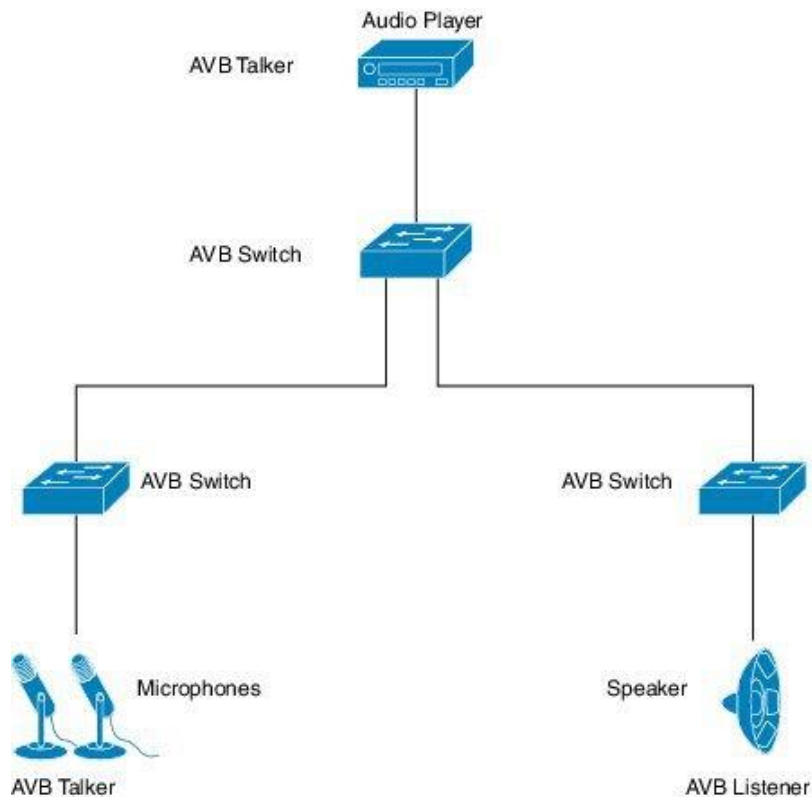 Audio Player
AVB Talker
AVB Switch
AVB Switch
AVB Switch
Microphones
Speaker
AVB Talker
AVB Listener